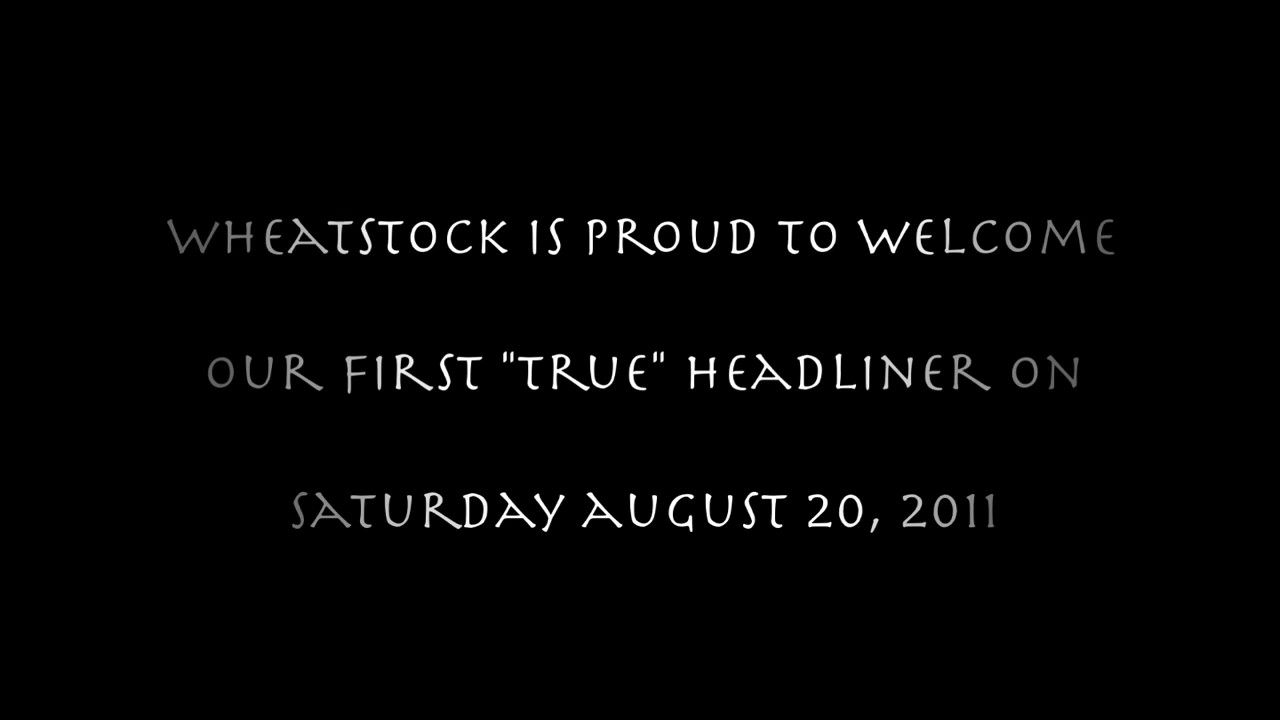 WHEATSTOCK IS PROUD TO WELCOME
OUR FIRST "TRUE" HEADLINER ON
SATURDAY AUGUST 20, 2011